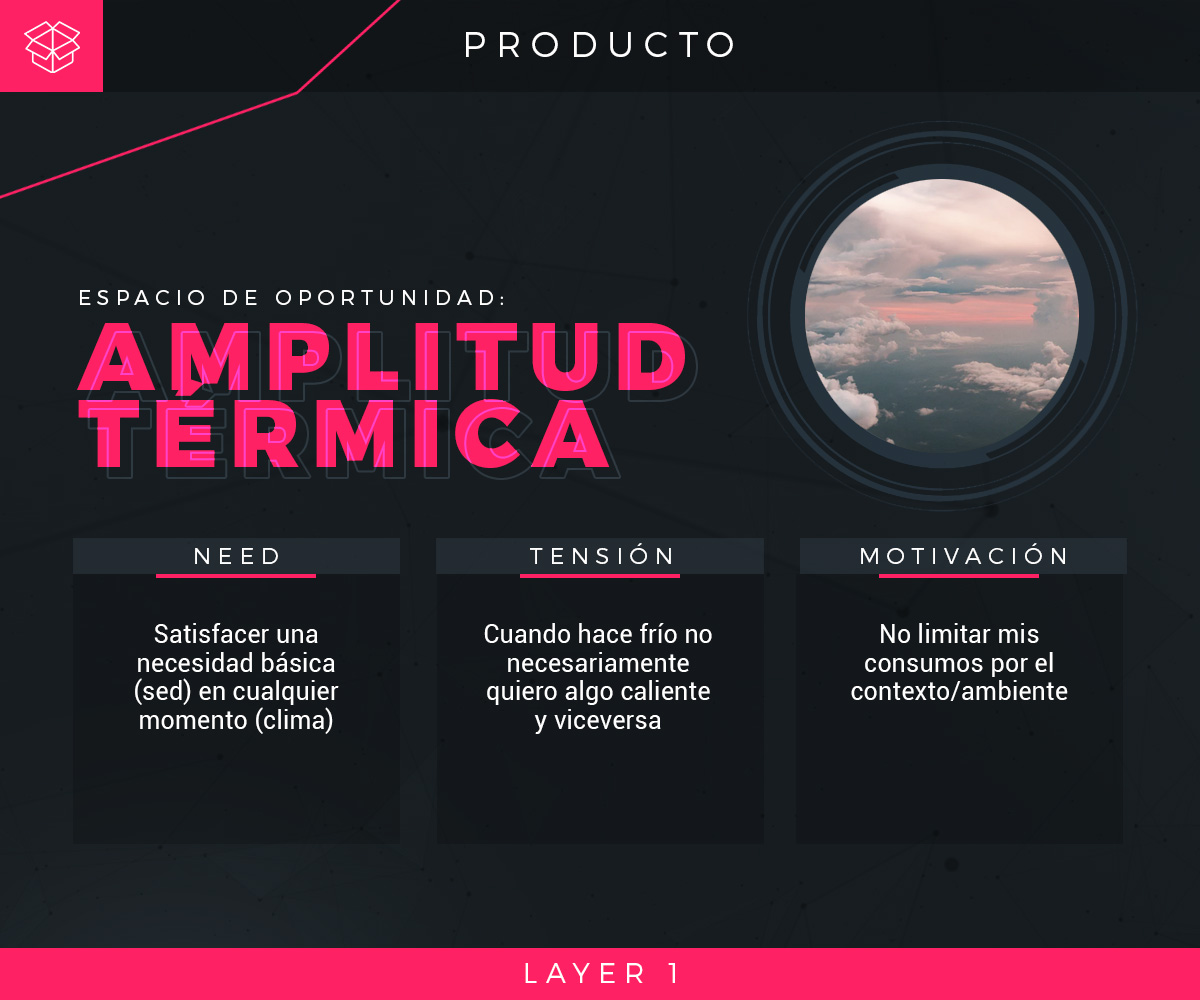 PRODUCTO
ESPACIO DE OPORTUNIDAD:
AMPLITUD
TÉRMICA
NEED
Satisfacer una
necesidad básica
(sed) en cualquier
momento (clima)
TENSIÓN
Cuando hace frío no
necesariamente
quiero algo caliente
y viceversa
MOTIVACIÓN
No limitar mis
consumos por el
contexto/ambiente
LAYER 1